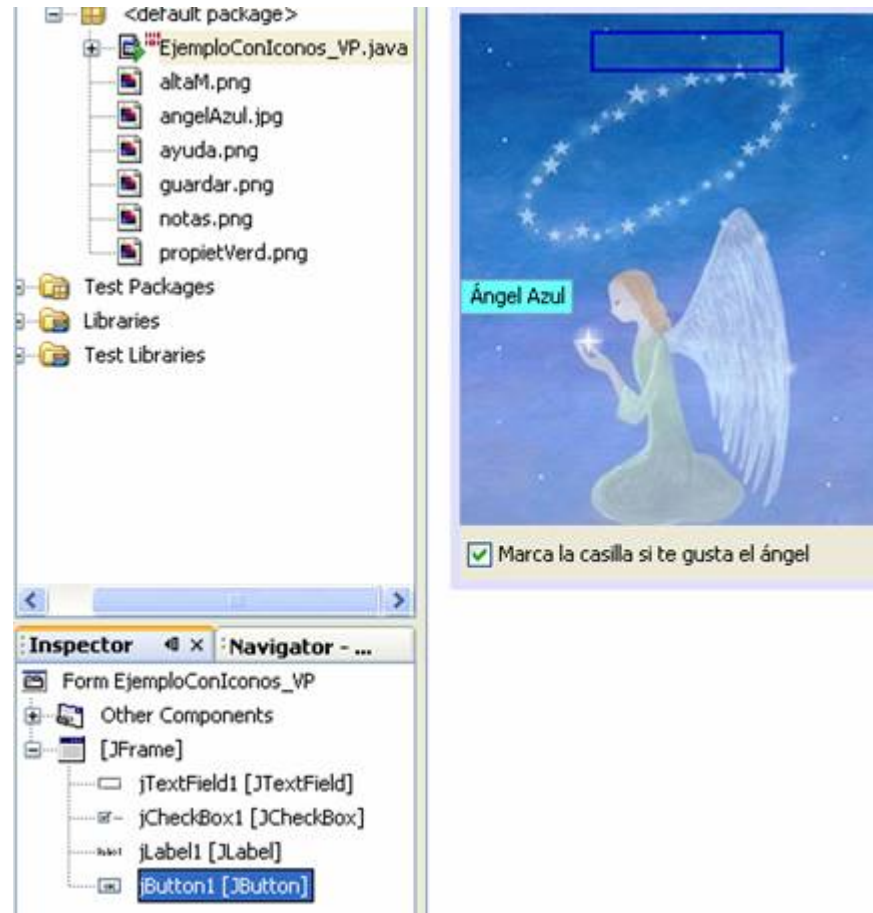 <default package>
EjemploConIconos_VP.java
altaM.png
angelAzul.jpg
ayuda.png
guardar.png
notas.png
propietVerd.png
Test Packages
Libraries
Test Libraries
Ángel Azul
Marca la casilla si te gusta el ángel
Inspector
Navigator - ...
Form EjemploConIconos_VP
Other Components
[JFrame]
jTextField1 [JTextField]
jCheckBox1 [JCheckBox]
jLabel1 [JLabel]
jButton1 [JButton]